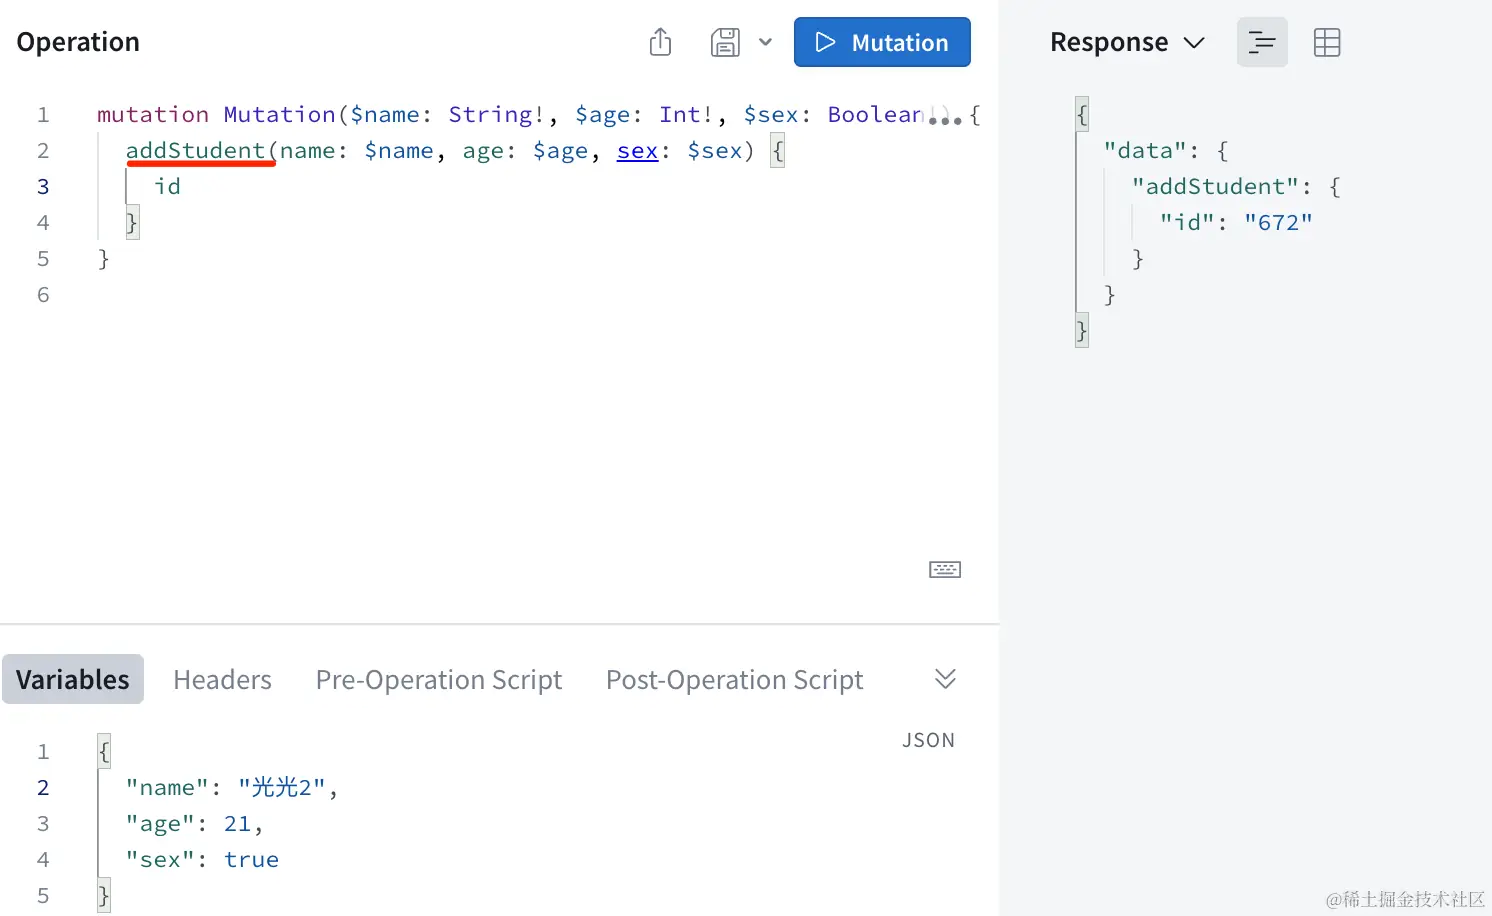 Operation
Mutation
1 mutation Mutation($name: String!, $age: Int!, $sex: Boolean...{
2 addStudent(name: $name, age: $age, sex: $sex) {
3 id
4 }
5 }
6
Variables Headers Pre-Operation Script Post-Operation Script
JSON
1 {
2 "name": "光光2",
3 "age": 21,
4 "sex": true
5 }
Response
{
"data": {
"addStudent": {
"id": "672"
}
}
}
@稀土掘金技术社区